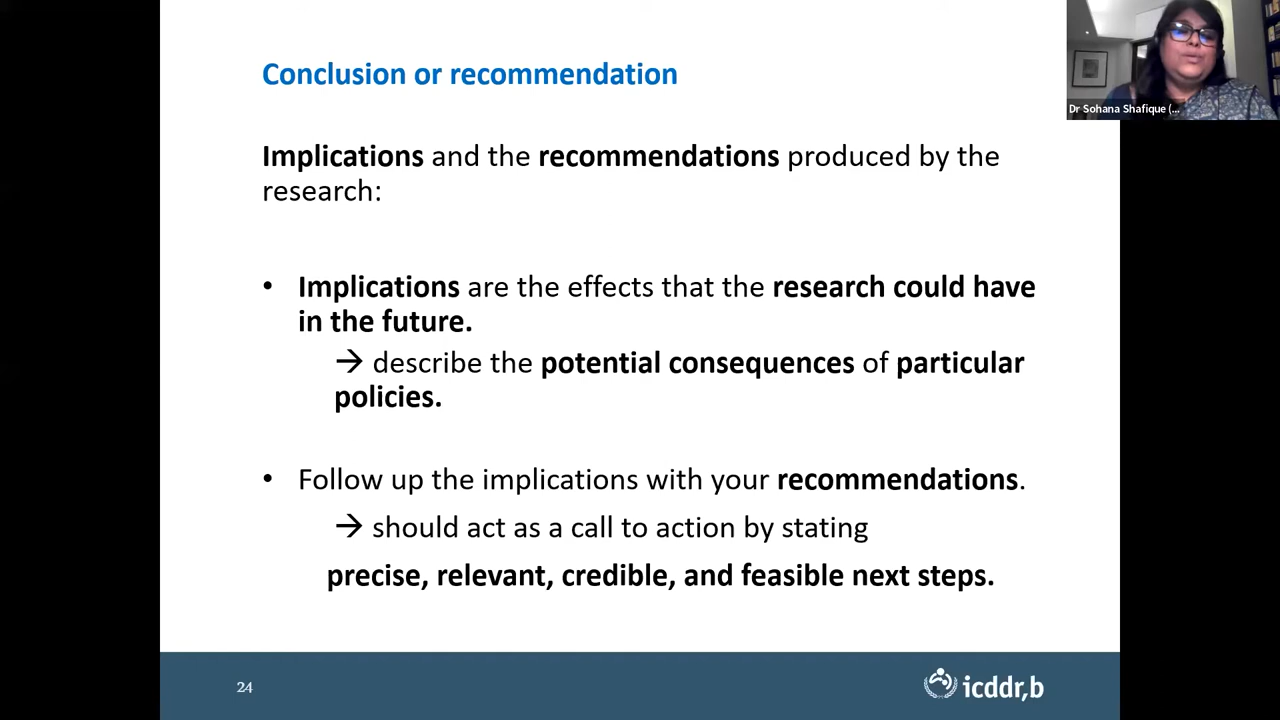 Conclusion or recommendation
Dr Sohana Shafique (...
Implications and the recommendations produced by the
research:
• Implications are the effects that the research could have
in the future.
→ describe the potential consequences of particular
policies.
• Follow up the implications with your recommendations.
→ should act as a call to action by stating
precise, relevant, credible, and feasible next steps.
24
icddr,b